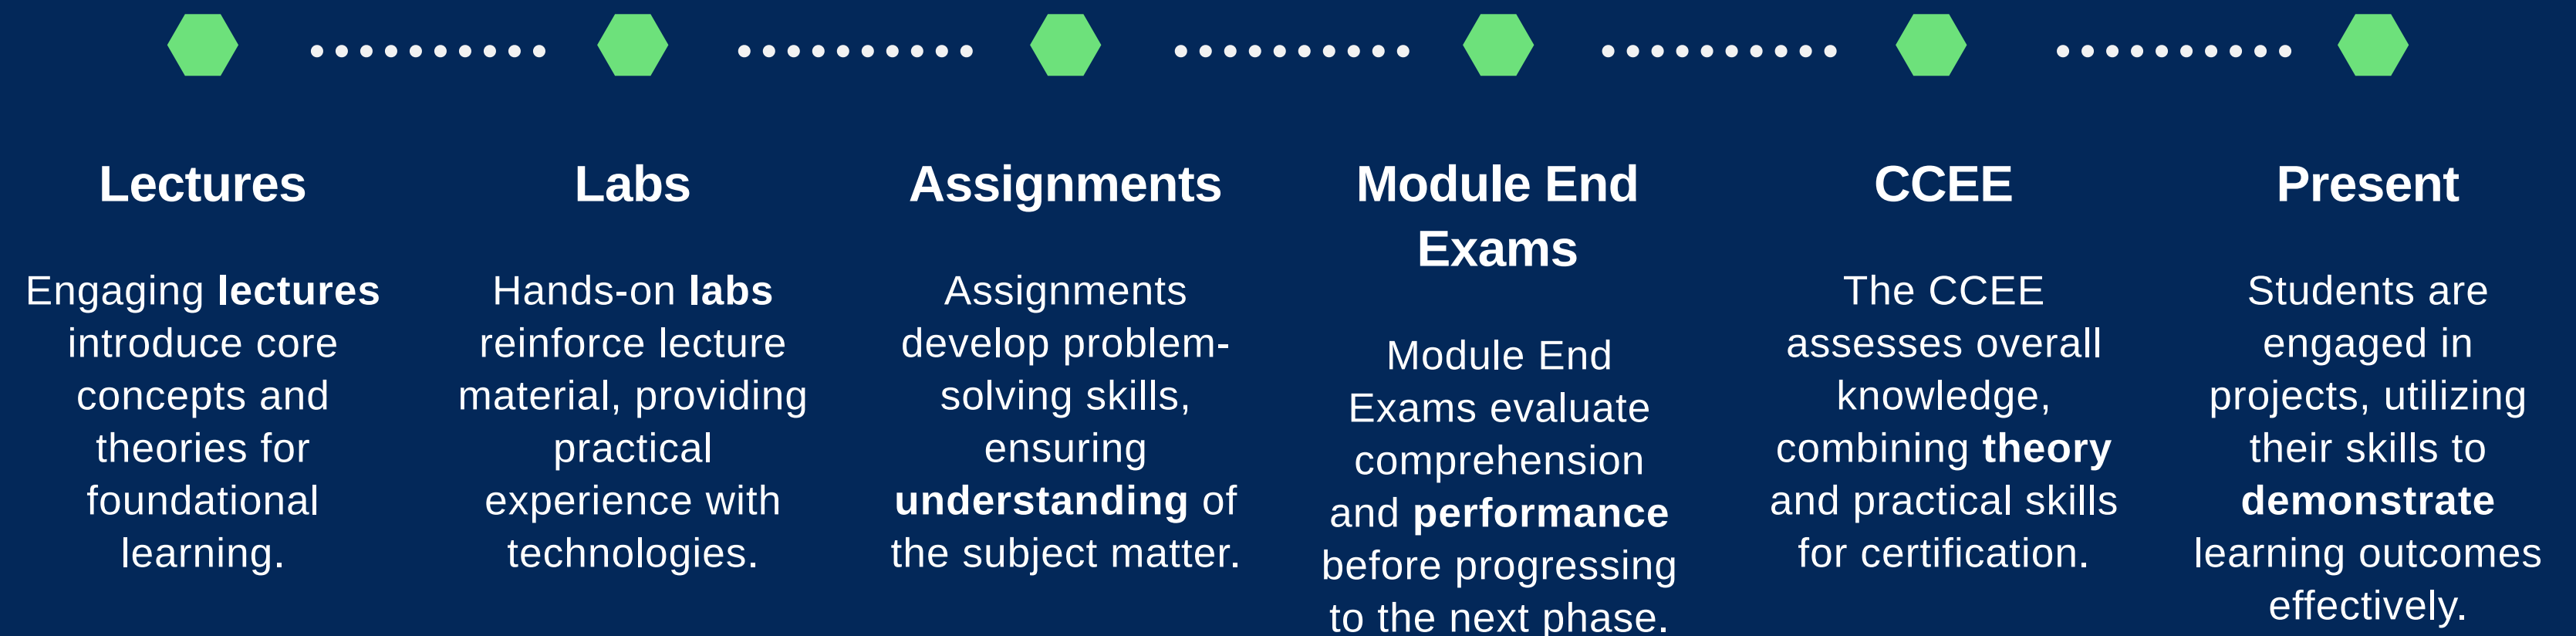 Lectures
Engaging lectures
introduce core
concepts and
theories for
foundational
learning.
Labs
Hands-on labs
reinforce lecture
material, providing
practical
experience with
technologies.
Assignments
Assignments
develop problem-
solving skills,
ensuring
understanding of
the subject matter.
Module End
Exams
Module End
Exams evaluate
comprehension
and performance
before progressing
to the next phase.
CCEE
The CCEE
assesses overall
knowledge,
combining theory
and practical skills
for certification.
Present
Students are
engaged in
projects, utilizing
their skills to
demonstrate
learning outcomes
effectively.